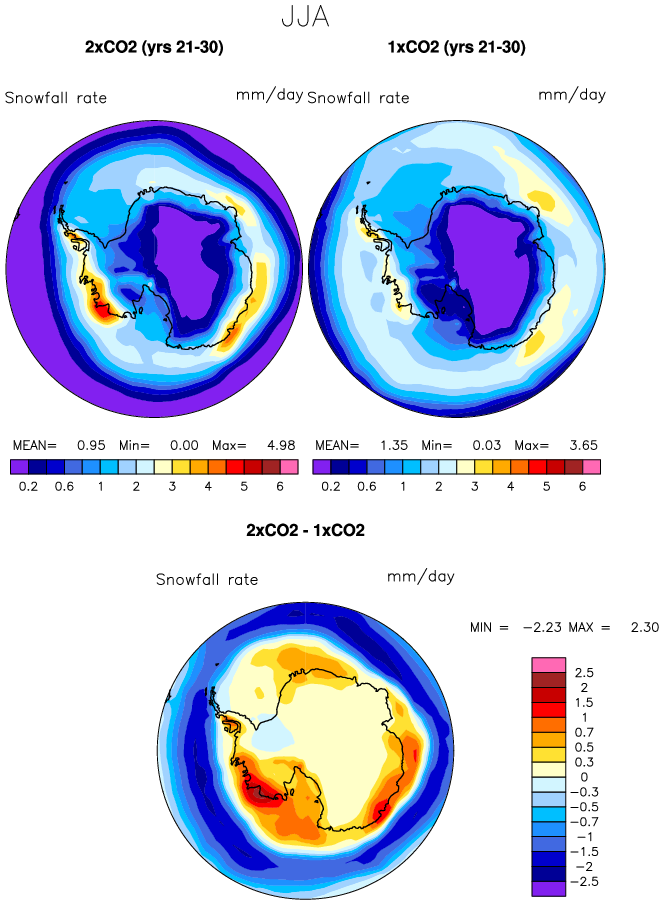 JJA
2xCO2 (yrs 21-30) 1xCO2 (yrs 21-30)
Snowfall rate mm/day Snowfall rate mm/day
MEAN= 0.95 Min= 0.00 Max= 4.98 MEAN= 1.35 Min= 0.03 Max= 3.65
0.2 0.6 1 2 3 4 5 6 0.2 0.6 1 2 3 4 5 6
2xCO2 - 1xCO2
Snowfall rate mm/day
MIN = -2.23 MAX = 2.30
2.5
2
1.5
1
0.7
0.5
0.3
0
-0.3
-0.5
-0.7
-1
-1.5
-2
-2.5